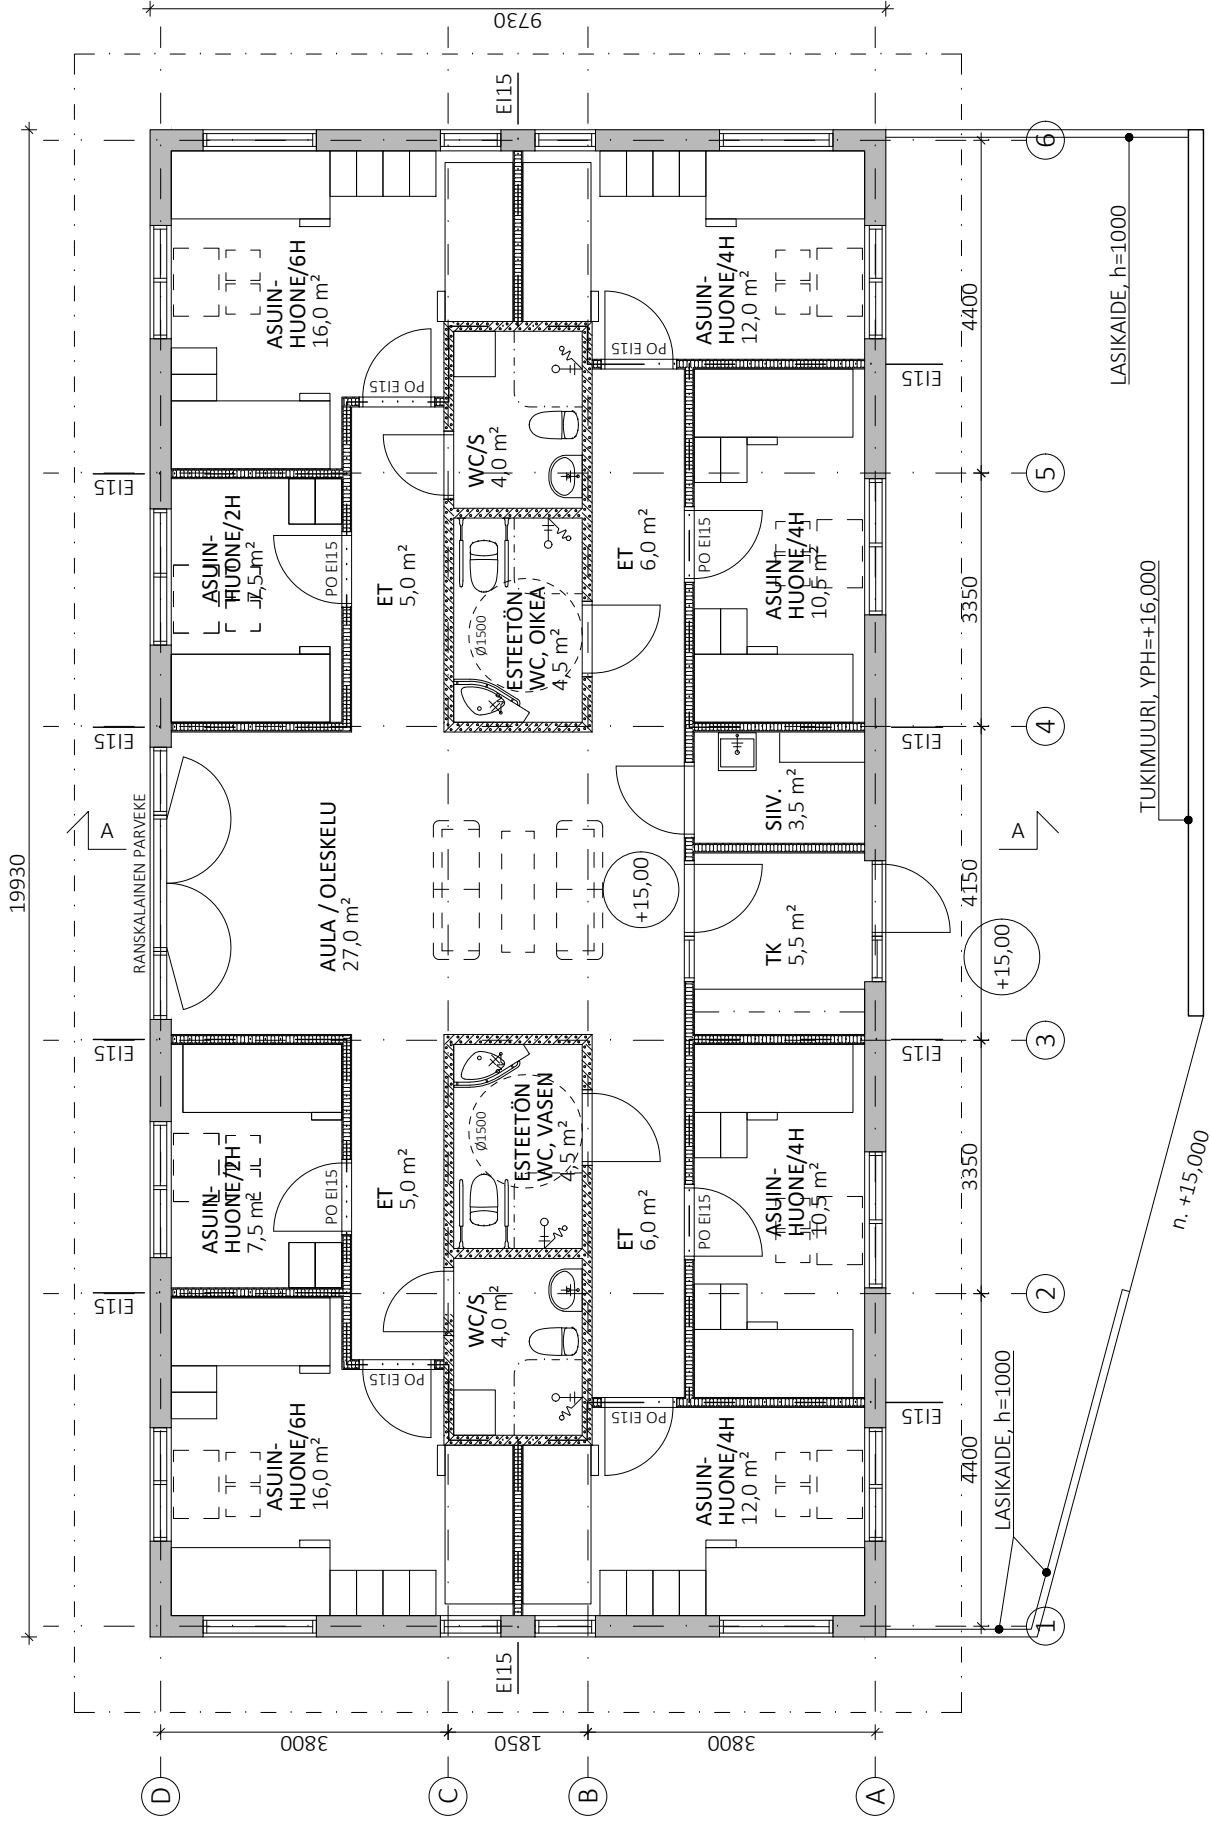 19930
RANSKALAINEN PARVEKE
A
EI15
EI15
EI15
EI15
ASUIN-
HUONE/6H
16,0 m²
ASUIN-
HUONE/2H
7,5 m²
PO EI15
AULA / OLESKELU
27,0 m²
ASUIN-
HUONE/2H
7,5 m²
PO EI15
ASUIN-
HUONE/6H
16,0 m²
PO EI15
ET
5,0 m²
ET
5,0 m²
PO EI15
WC/S
4,0 m²
Ø1500
ESTEETÖN
WC, VASEN
4,5 m²
Ø1500
ESTEETÖN
WC, OIKEA
4,5 m²
WC/S
4,0 m²
EI15
EI15
+15,00
PO EI15
ET
6,0 m²
ET
6,0 m²
PO EI15
ASUIN-
HUONE/4H
12,0 m²
PO EI15
ASUIN-
HUONE/4H
10,5 m²
TK
5,5 m²
SIIV.
3,5 m²
PO EI15
ASUIN-
HUONE/4H
10,5 m²
ASUIN-
HUONE/4H
12,0 m²
EI15
EI15
EI15
EI15
4400
3350
4150
3350
4400
+15,00
A
LASIKAIDE, h=1000
1
2
3
4
5
6
n. +15,000
TUKIMUURI, YPH=+16,000
LASIKAIDE, h=1000
D
C
B
A
3800
1850
3800
9730